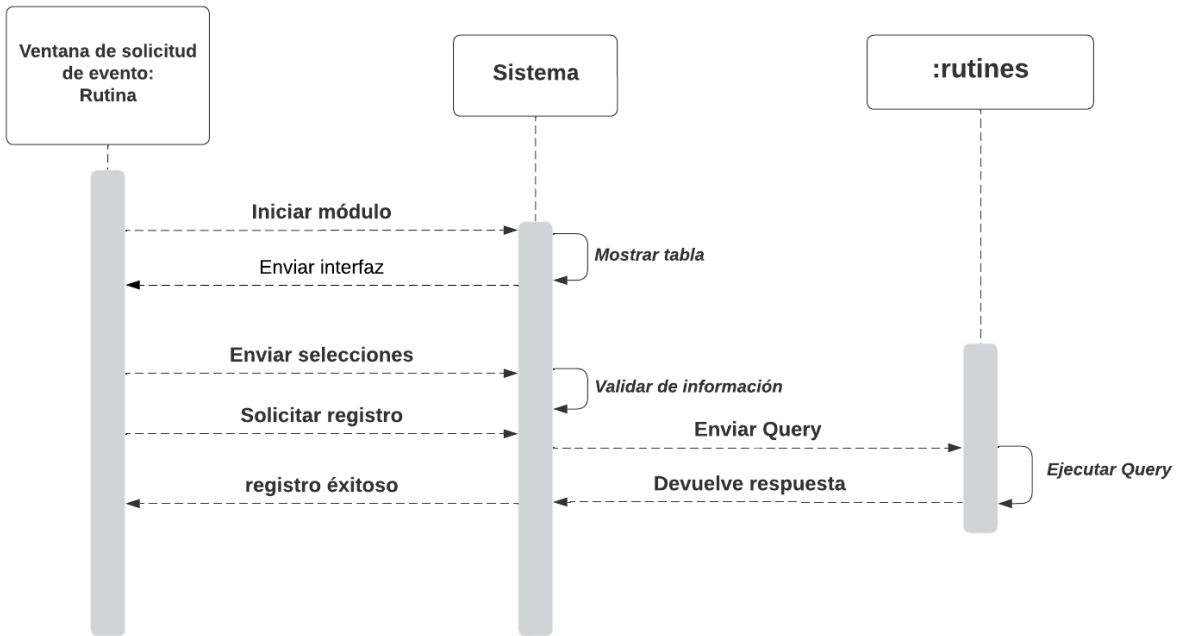 Ventana de solicitud
de evento:
Rutina
Sistema
:rutines
Iniciar módulo
Mostrar tabla
Enviar interfaz
Enviar selecciones
Validar de información
Solicitar registro
Enviar Query
Ejecutar Query
registro éxitoso
Devuelve respuesta